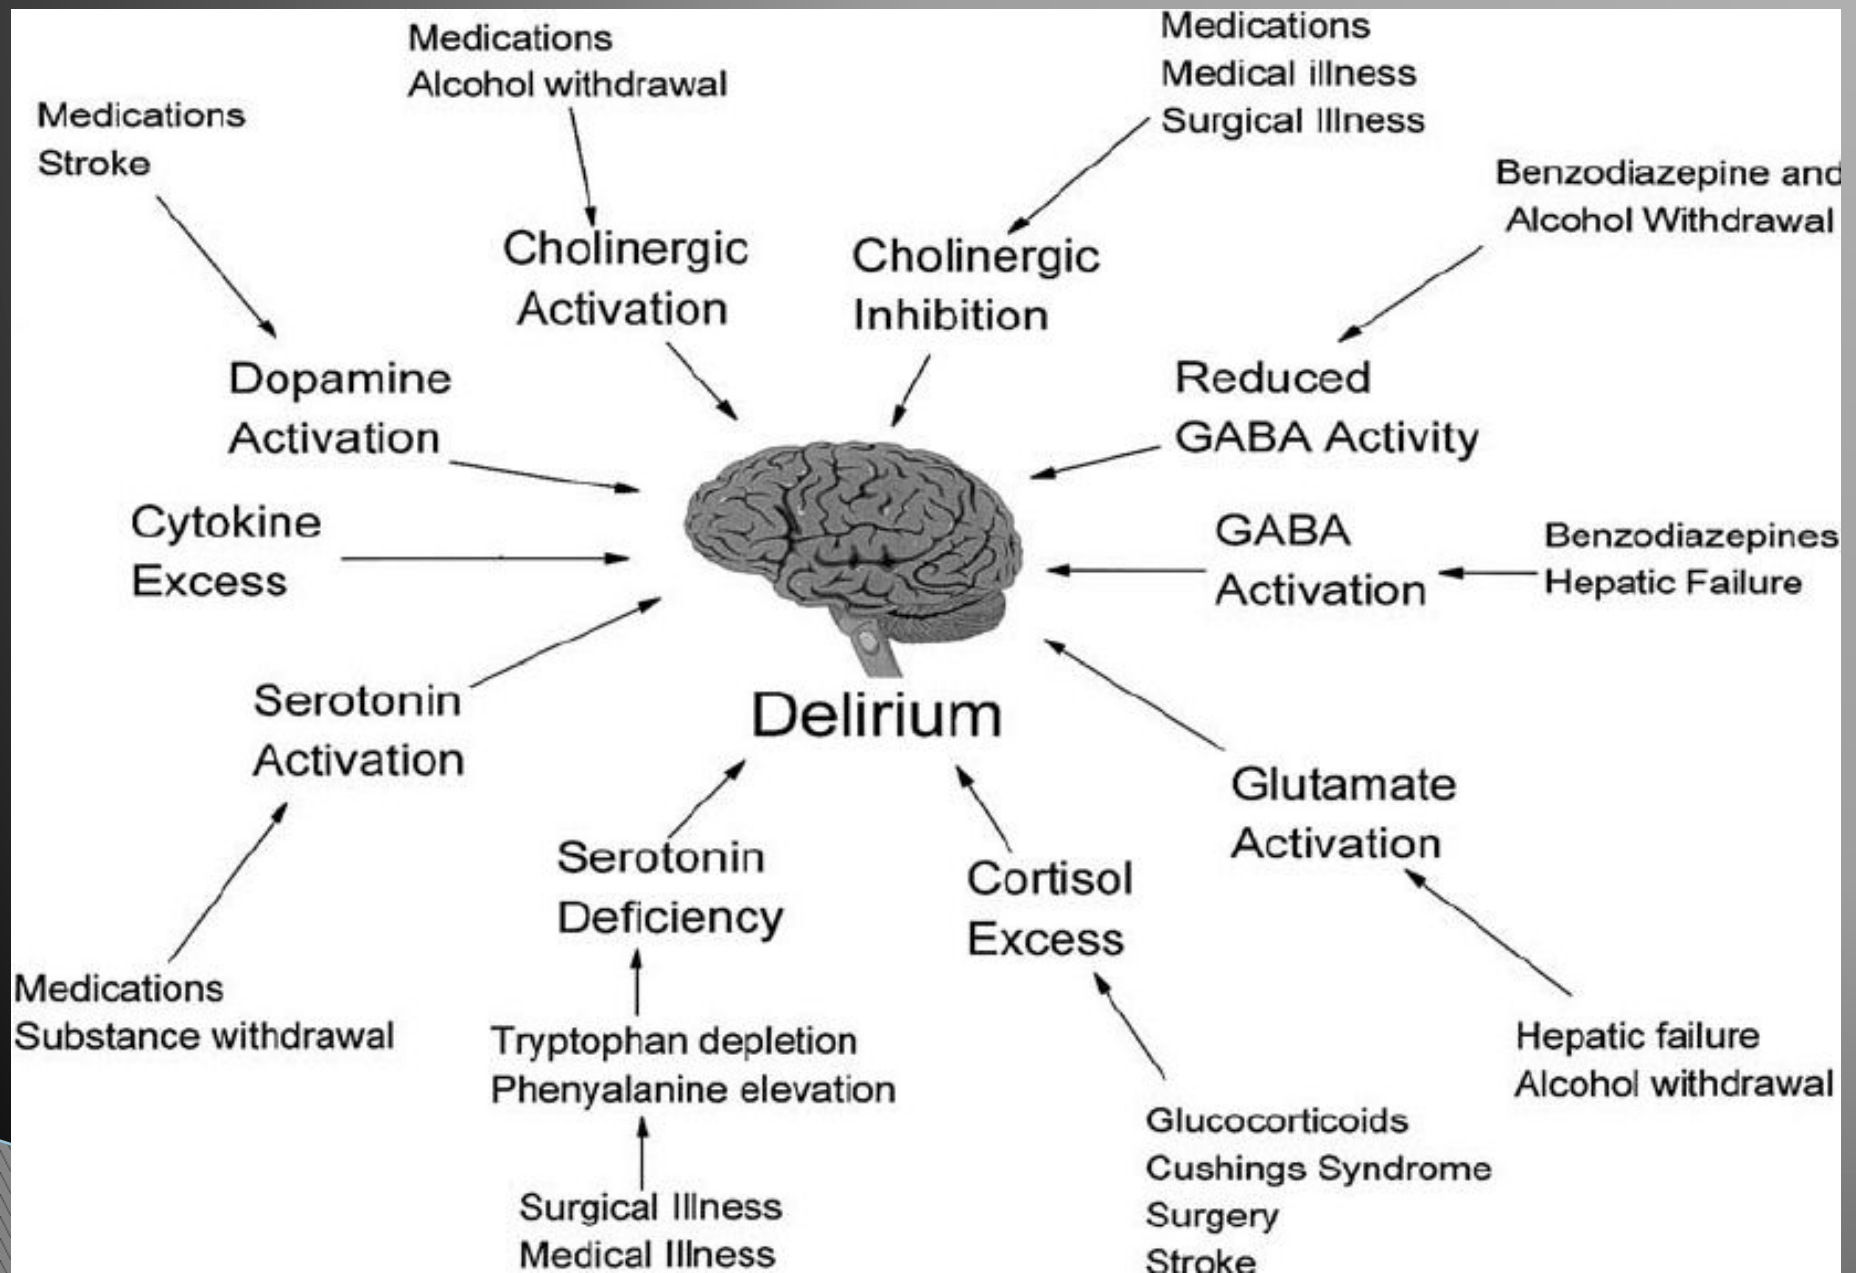 Medications
Alcohol withdrawal
Medications
Medical illness
Surgical Illness
Medications
Stroke
Benzodiazepine and
Alcohol Withdrawal
Cholinergic
Activation
Cholinergic
Inhibition
Dopamine
Activation
Reduced
GABA Activity
Cytokine
Excess
GABA
Activation
Benzodiazepines
Hepatic Failure
Serotonin
Activation
Delirium
Glutamate
Activation
Serotonin
Deficiency
Cortisol
Excess
Medications
Substance withdrawal
Tryptophan depletion
Phenyalanine elevation
Hepatic failure
Alcohol withdrawal
Surgical Illness
Medical Illness
Glucocorticoids
Cushings Syndrome
Surgery
Stroke